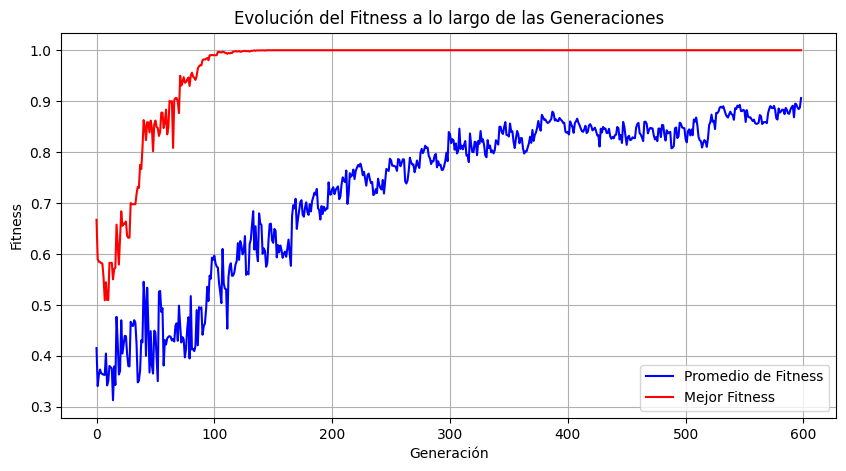 Evolución del Fitness a lo largo de las Generaciones
1.0
0.9
0.8
0.7
0.6
0.5
0.4
0.3
Fitness
0 100 200 300 400 500 600
Generación
Promedio de Fitness
Mejor Fitness